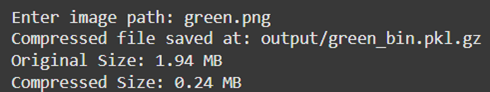 Enter image path: green.png
Compressed file saved at: output/green_bin.pkl.gz
Original Size: 1.94 MB
Compressed Size: 0.24 MB